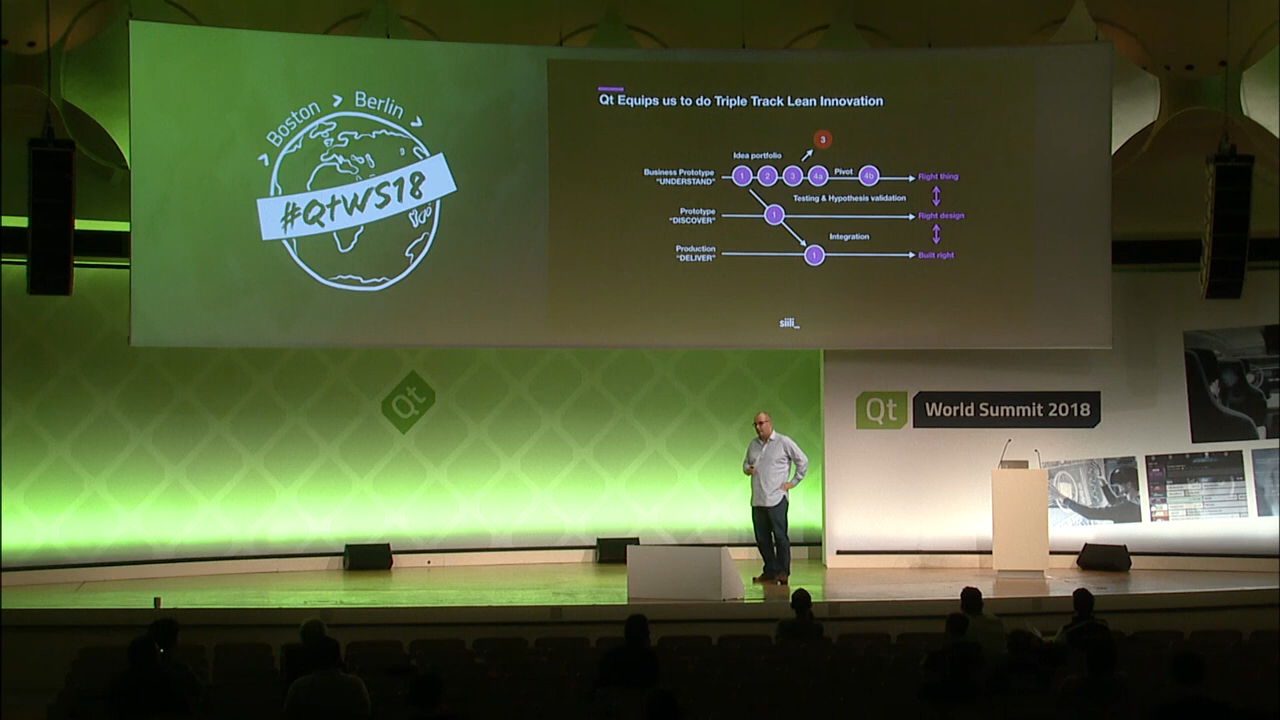 > Boston > Berlin >
#QtWS18
Qt Equips us to do Triple Track Lean Innovation
3
Idea portfolio
Business Prototype
"UNDERSTAND"
1 2 3 4a Pivot 4b
Right thing
Testing & Hypothesis validation
Prototype
"DISCOVER"
1
Right design
Integration
Production
"DELIVER"
1
Built right
siili_
Qt
Qt World Summit 2018